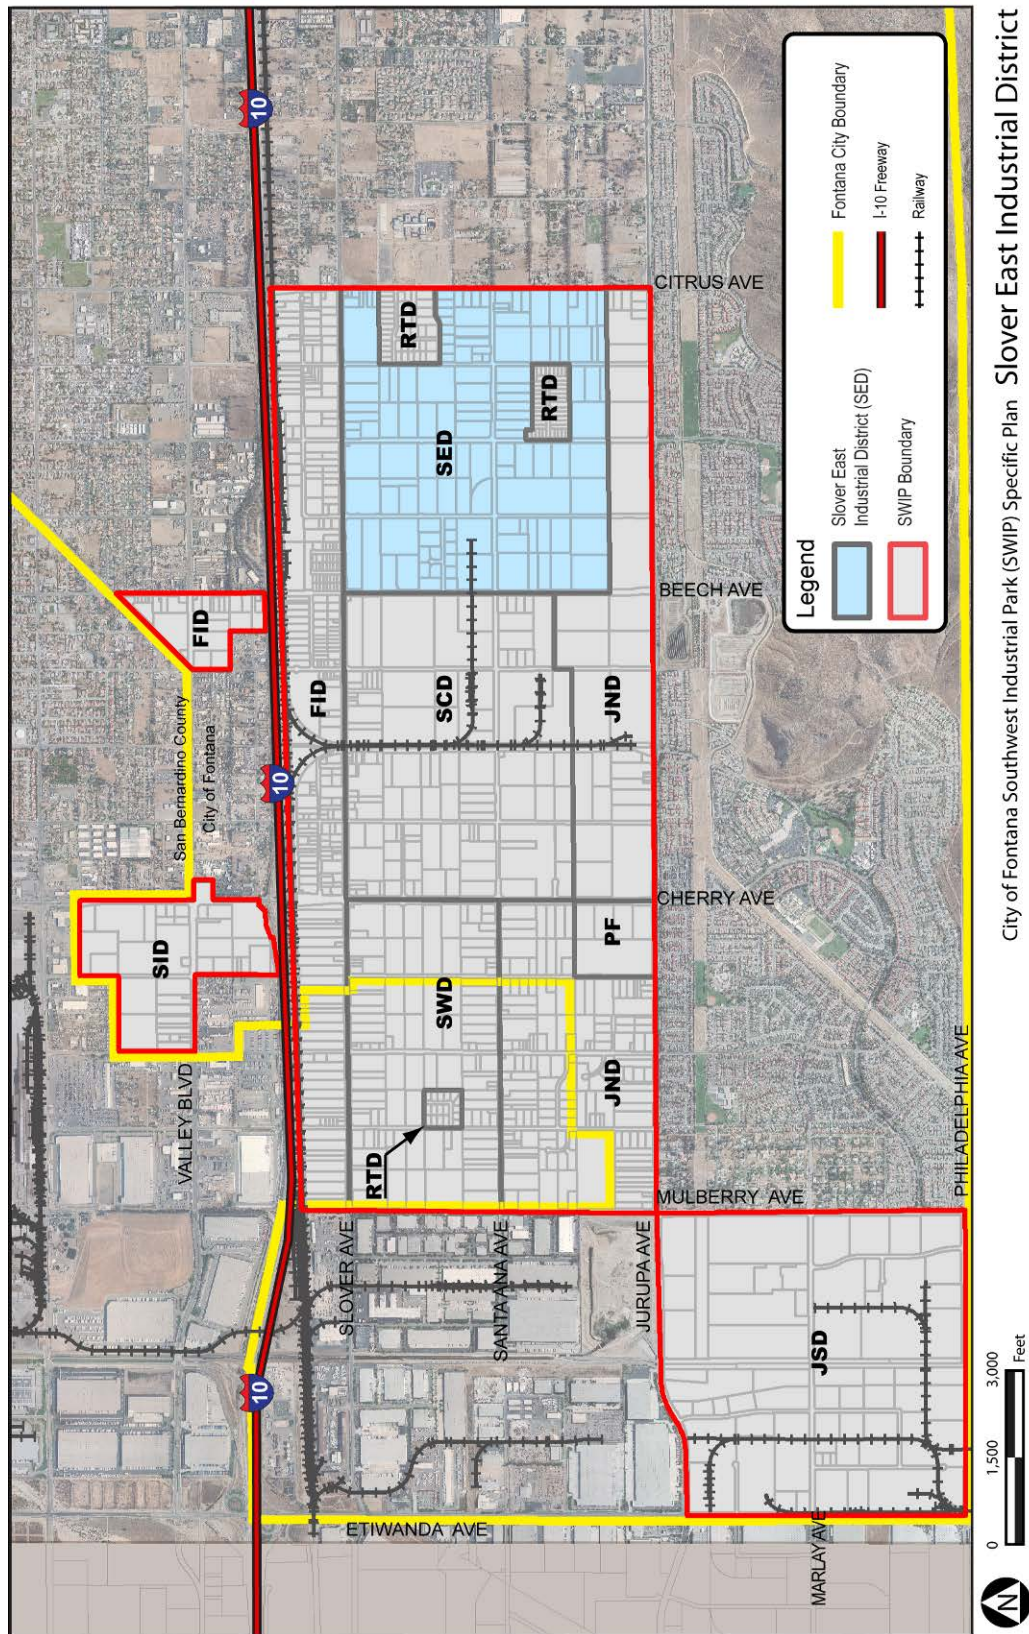 VALLEY BLVD
San Bernardino County
City of Fontana
SID
FID
10
10
10
FID
SED
RTD
RTD
SCD
JND
SWD
RTD
JND
PF
JSD
SLOVER AVE
SANTA ANA AVE
JURUPA AVE
ETIWANDA AVE
MULBERRY AVE
CHERRY AVE
BEECH AVE
CITRUS AVE
MARLAY AVE
PHILADELPHIA AVE
Legend
Slover East
Industrial District (SED)
SWIP Boundary
Fontana City Boundary
I-10 Freeway
Railway
N
0 1,500 3,000
Feet
City of Fontana Southwest Industrial Park (SWIP) Specific Plan Slover East Industrial District